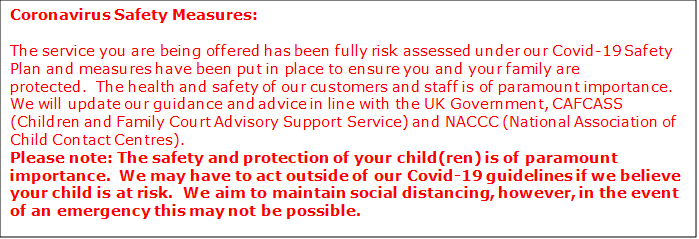 Coronavirus Safety Measures:
The service you are being offered has been fully risk assessed under our Covid-19 Safety
Plan and measures have been put in place to ensure you and your family are
protected.  The health and safety of our customers and staff is of paramount importance.
We will update our guidance and advice in line with the UK Government, CAFCASS
(Children and Family Court Advisory Support Service) and NACCC (National Association of
Child Contact Centres).
Please note: The safety and protection of your child(ren) is of paramount
importance.  We may have to act outside of our Covid-19 guidelines if we believe
your child is at risk.  We aim to maintain social distancing, however, in the event
of an emergency this may not be possible.